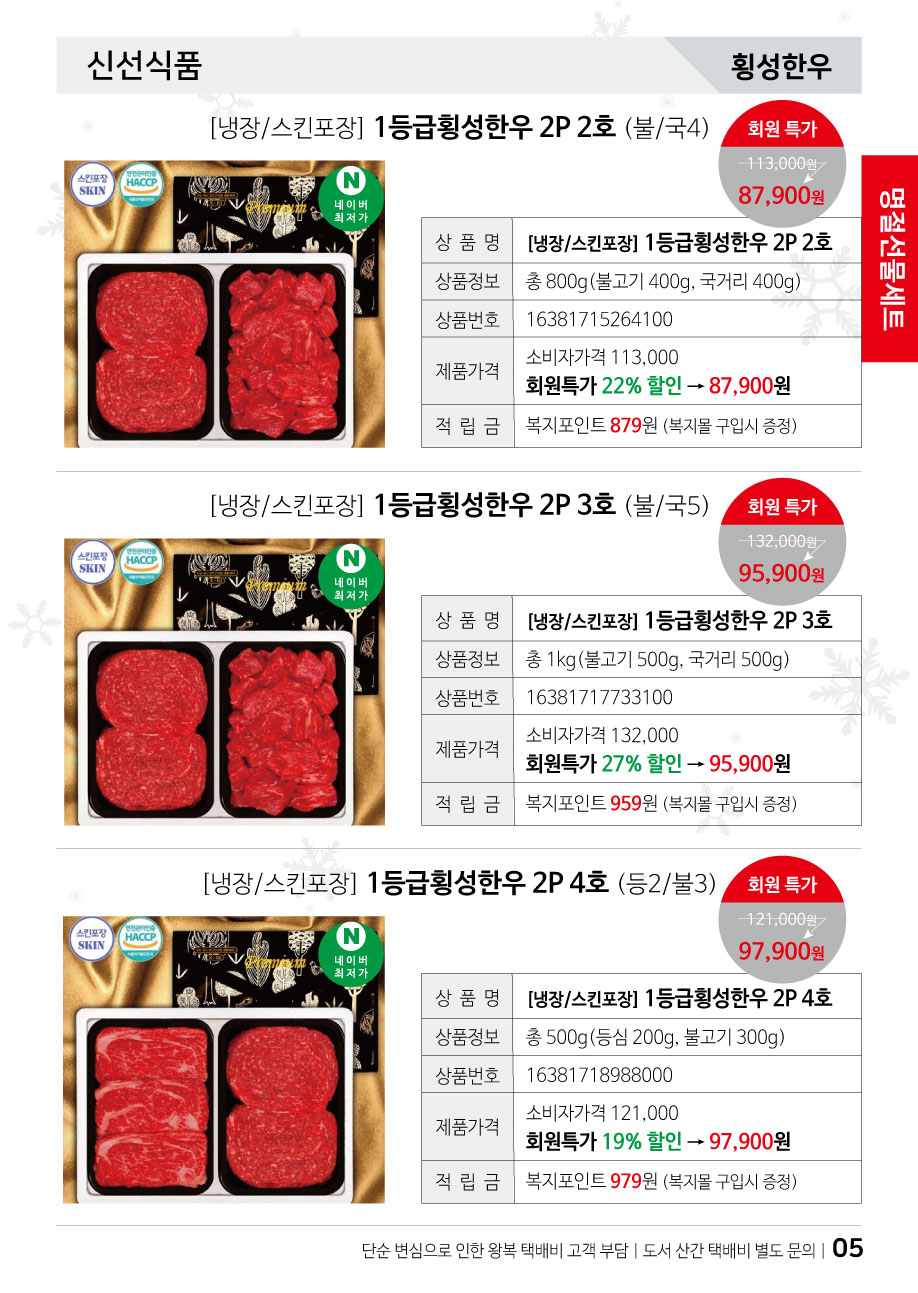 신선식품
횡성한우
명절선물세트
[냉장/스킨포장] 1등급횡성한우 2P 2호 (불/국4)
회원 특가
113,000원
87,900원
스킨포장
SKIN
안전관리인증
HACCP
Premium
N
네이버
최저가
상 품 명 [냉장/스킨포장] 1등급횡성한우 2P 2호
상품정보 총 800g(불고기 400g, 국거리 400g)
상품번호 16381715264100
제품가격 소비자가격 113,000
회원특가 22% 할인 → 87,900원
적 립 금 복지포인트 879원 (복지몰 구입시 증정)
[냉장/스킨포장] 1등급횡성한우 2P 3호 (불/국5)
회원 특가
132,000원
95,900원
스킨포장
SKIN
안전관리인증
HACCP
Premium
N
네이버
최저가
상 품 명 [냉장/스킨포장] 1등급횡성한우 2P 3호
상품정보 총 1kg(불고기 500g, 국거리 500g)
상품번호 16381717733100
제품가격 소비자가격 132,000
회원특가 27% 할인 → 95,900원
적 립 금 복지포인트 959원 (복지몰 구입시 증정)
[냉장/스킨포장] 1등급횡성한우 2P 4호 (등2/불3)
회원 특가
121,000원
97,900원
스킨포장
SKIN
안전관리인증
HACCP
Premium
N
네이버
최저가
상 품 명 [냉장/스킨포장] 1등급횡성한우 2P 4호
상품정보 총 500g(등심 200g, 불고기 300g)
상품번호 16381718988000
제품가격 소비자가격 121,000
회원특가 19% 할인 → 97,900원
적 립 금 복지포인트 979원 (복지몰 구입시 증정)
단순 변심으로 인한 왕복 택배비 고객 부담 | 도서 산간 택배비 별도 문의 | 05